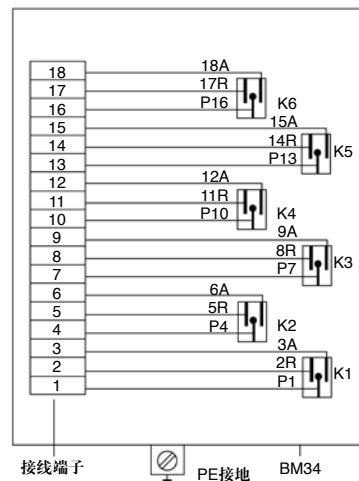 18 18A
17 17R
16 P16 K6
15 15A
14 14R K5
13 P13
12 12A
11 11R
10 P10 K4
9 9A
8 8R K3
7 P7
6 6A
5 5R
4 P4 K2
3 3A
2 2R K1
1 P1
接线端子 PE接地 BM34